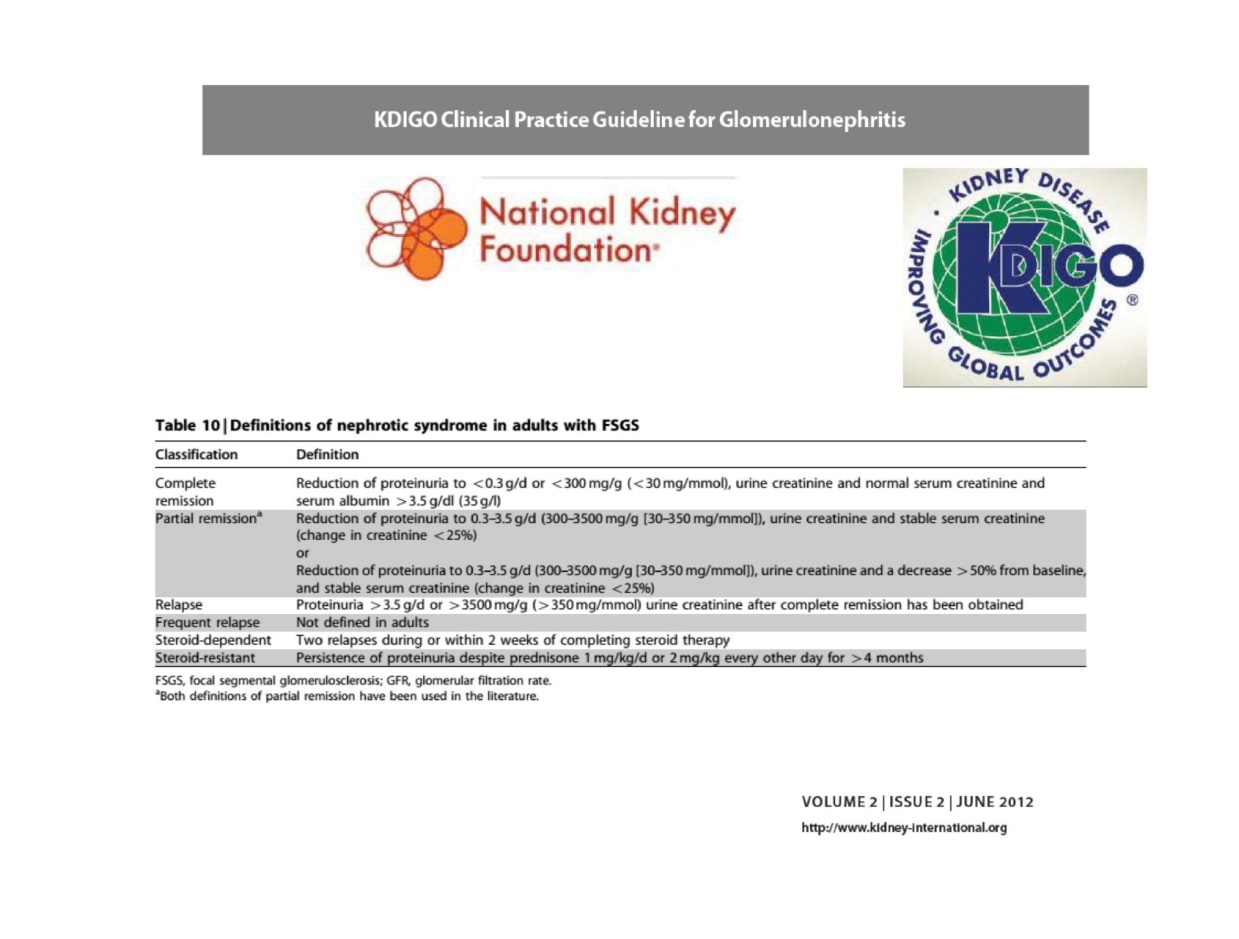 KDIGO Clinical Practice Guideline for Glomerulonephritis
National Kidney
Foundation®
· KIDNEY DISEASE
IMPROVING GLOBAL OUTCOMES
KDIGO ®
Table 10 | Definitions of nephrotic syndrome in adults with FSGS
Classification Definition
Complete Reduction of proteinuria to <0.3 g/d or <300 mg/g (<30 mg/mmol), urine creatinine and normal serum creatinine and
remission serum albumin >3.5 g/dl (35 g/l)
Partial remissionᵃ Reduction of proteinuria to 0.3–3.5 g/d (300–3500 mg/g [30–350 mg/mmol]), urine creatinine and stable serum creatinine
(change in creatinine <25%)
or
Reduction of proteinuria to 0.3–3.5 g/d (300–3500 mg/g [30–350 mg/mmol]), urine creatinine and a decrease >50% from baseline,
and stable serum creatinine (change in creatinine <25%)
Relapse Proteinuria >3.5 g/d or >3500 mg/g (>350 mg/mmol) urine creatinine after complete remission has been obtained
Frequent relapse Not defined in adults
Steroid-dependent Two relapses during or within 2 weeks of completing steroid therapy
Steroid-resistant Persistence of proteinuria despite prednisone 1 mg/kg/d or 2 mg/kg every other day for >4 months
FSGS, focal segmental glomerulosclerosis; GFR, glomerular filtration rate.
ᵃBoth definitions of partial remission have been used in the literature.
VOLUME 2 | ISSUE 2 | JUNE 2012
http://www.kidney-international.org